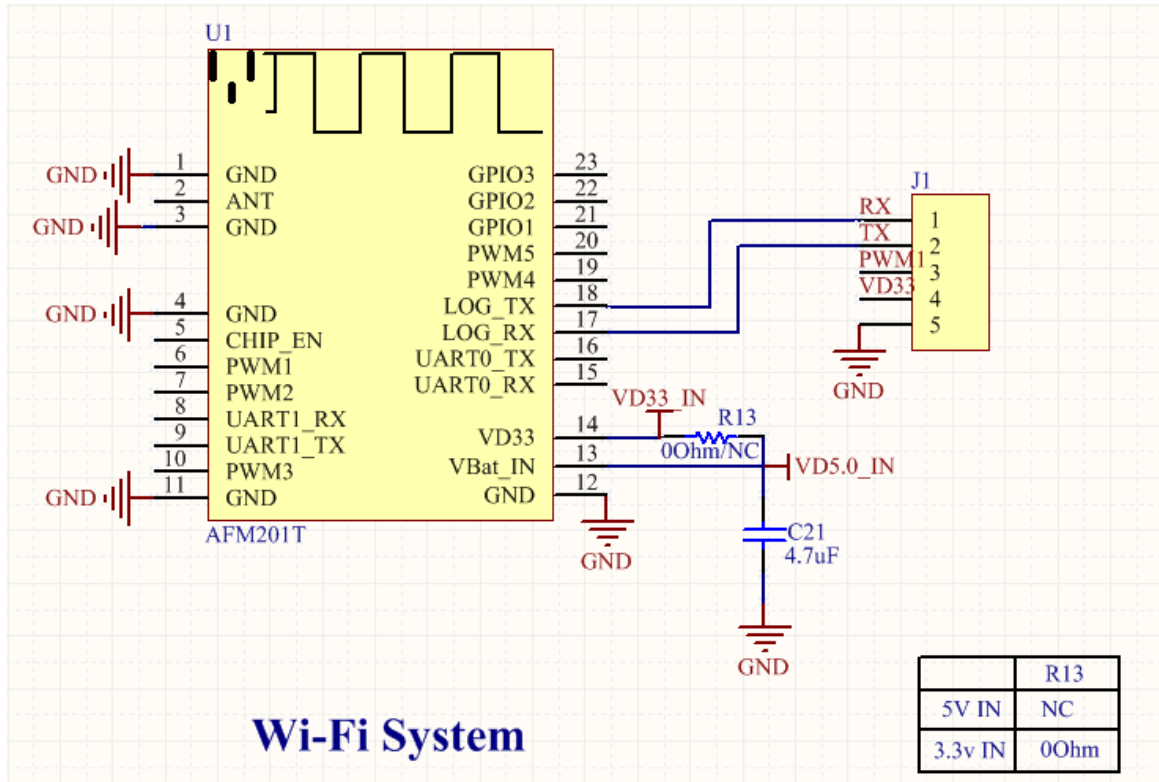 U1
GND
1
GND
2
ANT
GND
3
GND
GND
4
GND
5
CHIP_EN
6
PWM1
7
PWM2
8
UART1_RX
9
UART1_TX
10
PWM3
GND
11
GND
AFM201T
GPIO3
23
GPIO2
22
GPIO1
21
PWM5
20
PWM4
19
LOG_TX
18
LOG_RX
17
UART0_TX
16
UART0_RX
15
VD33
14
VBat_IN
13
GND
12
GND
J1
RX
1
TX
2
PWM1
3
VD33
4
5
GND
VD33_IN
R13
0Ohm/NC
VD5.0_IN
C21
4.7uF
GND
R13
5V IN NC
3.3v IN 0Ohm
Wi-Fi System